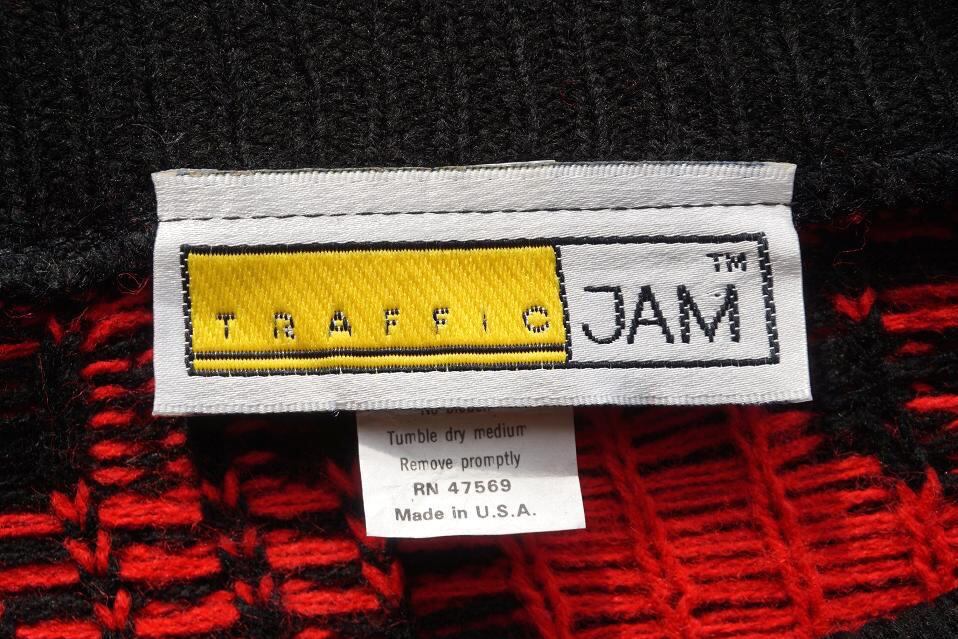 TRAFFIC JAM™
Tumble dry medium
Remove promptly
RN 47569
Made in U.S.A.